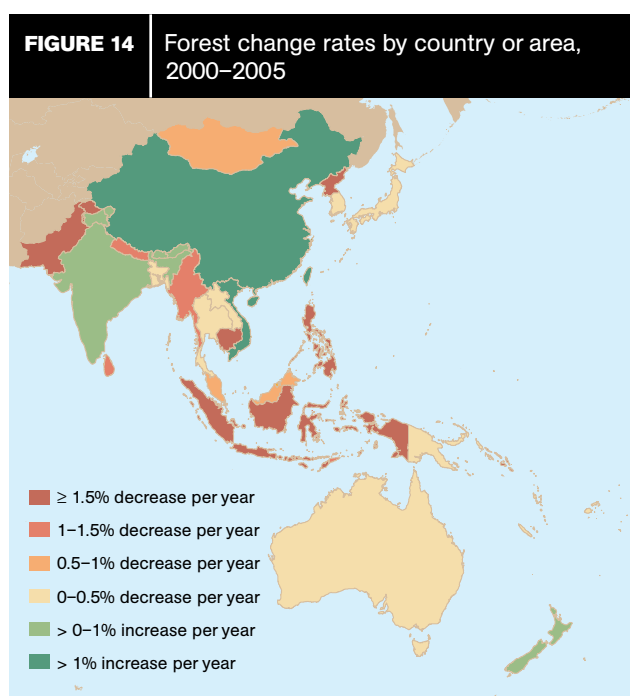 FIGURE 14
Forest change rates by country or area,
2000–2005
≥ 1.5% decrease per year
1–1.5% decrease per year
0.5–1% decrease per year
0–0.5% decrease per year
> 0–1% increase per year
> 1% increase per year